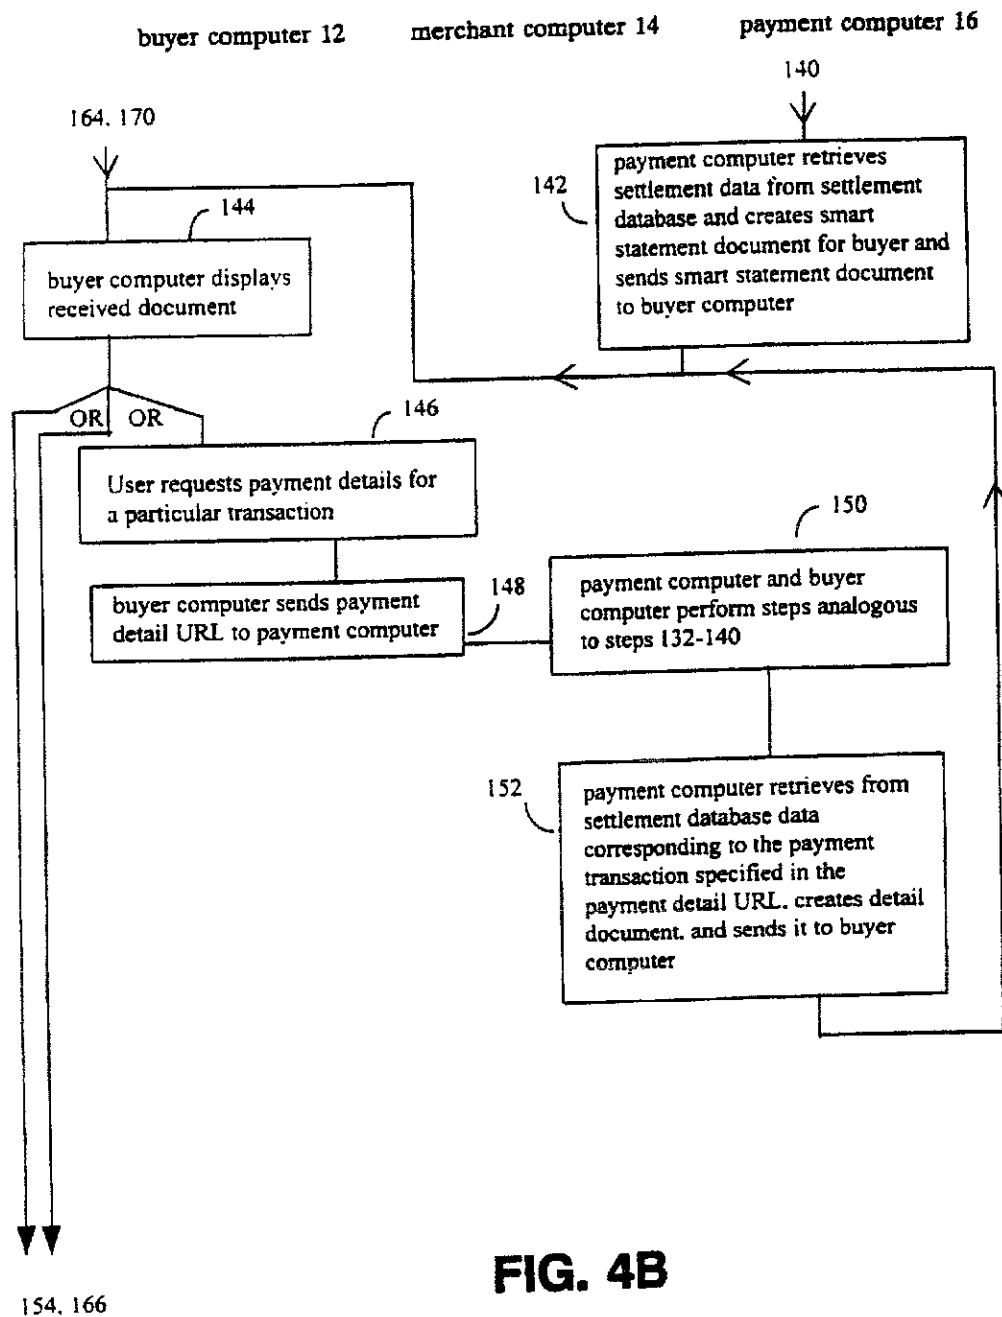 buyer computer 12 merchant computer 14 payment computer 16
140
164, 170
142
payment computer retrieves
settlement data from settlement
database and creates smart
statement document for buyer and
sends smart statement document
to buyer computer
144
buyer computer displays
received document
OR OR
146
User requests payment details for
a particular transaction
148
buyer computer sends payment
detail URL to payment computer
150
payment computer and buyer
computer perform steps analogous
to steps 132-140
152
payment computer retrieves from
settlement database data
corresponding to the payment
transaction specified in the
payment detail URL, creates detail
document, and sends it to buyer
computer
154, 166
FIG. 4B